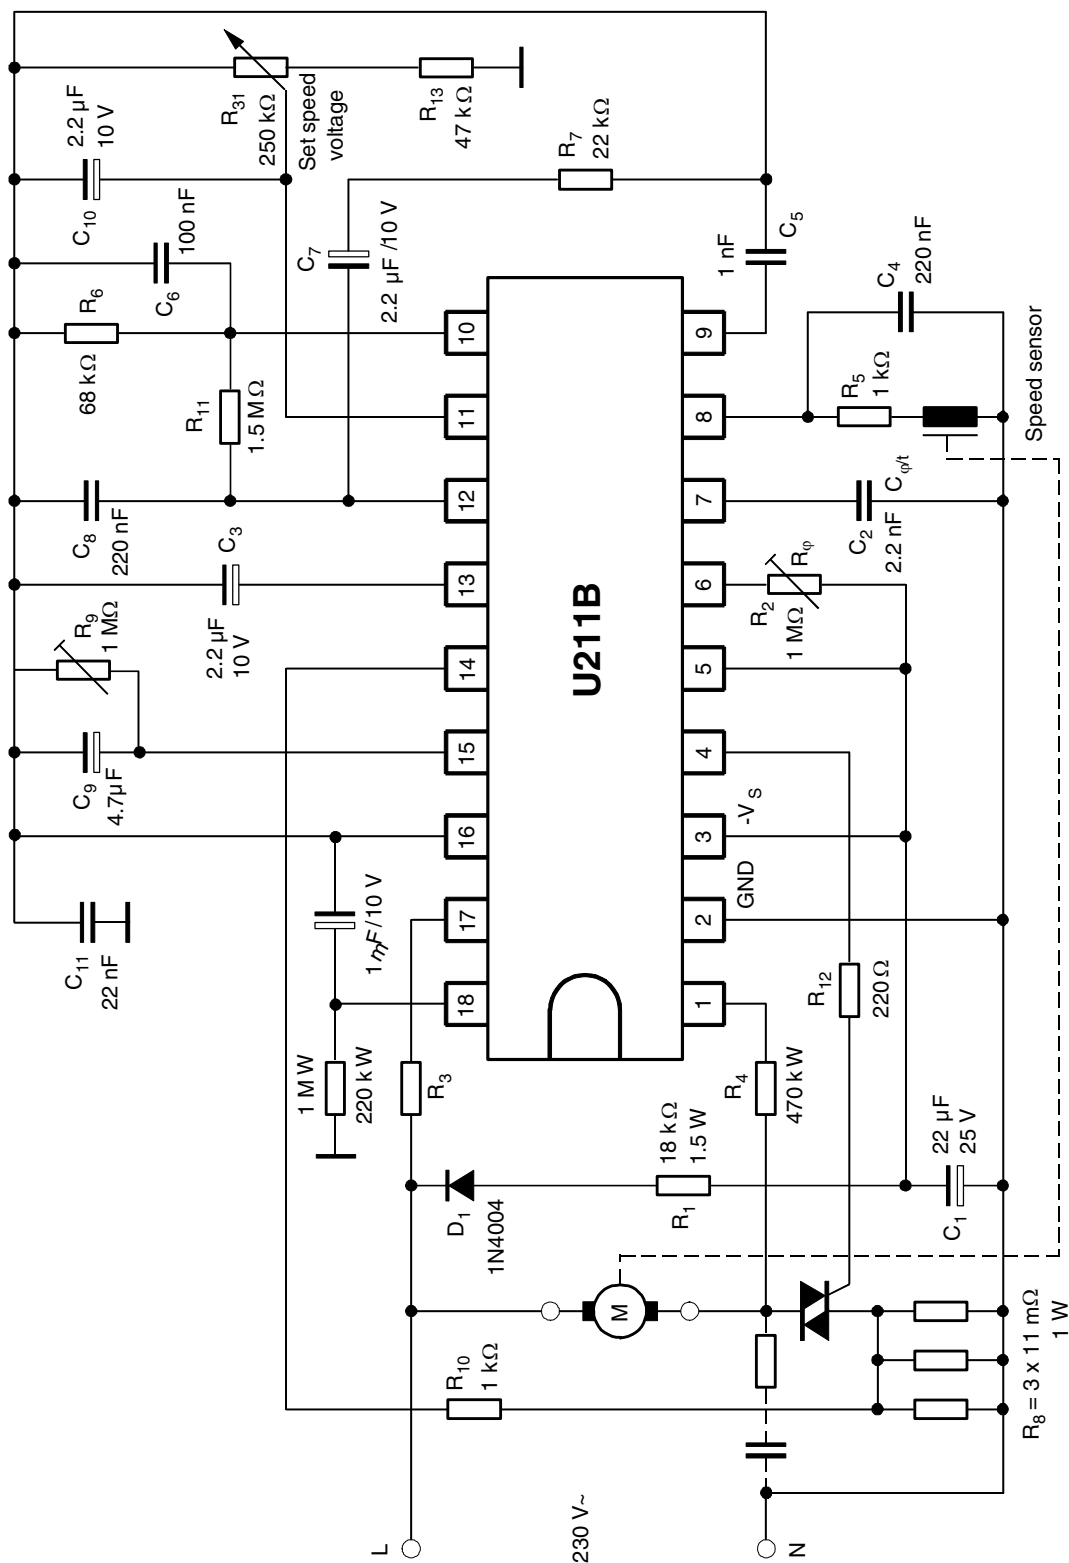 L
230 V~
N
R10
1 kΩ
M
R8 = 3 x 11 mΩ
1 W
D1
1N4004
R1
18 kΩ
1.5 W
C1
22 µF
25 V
R3
R4
470 kW
1 M W
220 kW
R12
220 Ω
C11
22 nF
1 mF/10 V
18
17
16
15
14
13
12
11
10
U211B
1
2
3
4
5
6
7
8
9
GND
-VS
C9
4.7µF
R9
1 MΩ
2.2 µF
10 V
C3
R2
1 MΩ
Rφ
C8
220 nF
R11
1.5 M Ω
C2
2.2 nF
Cφ/t
R6
68 kΩ
C6
100 nF
C7
2.2 µF /10 V
R5
1 kΩ
Speed sensor
C4
220 nF
1 nF
C5
C10
2.2 µF
10 V
R31
250 kΩ
Set speed
voltage
R7
22 kΩ
R13
47 kΩ